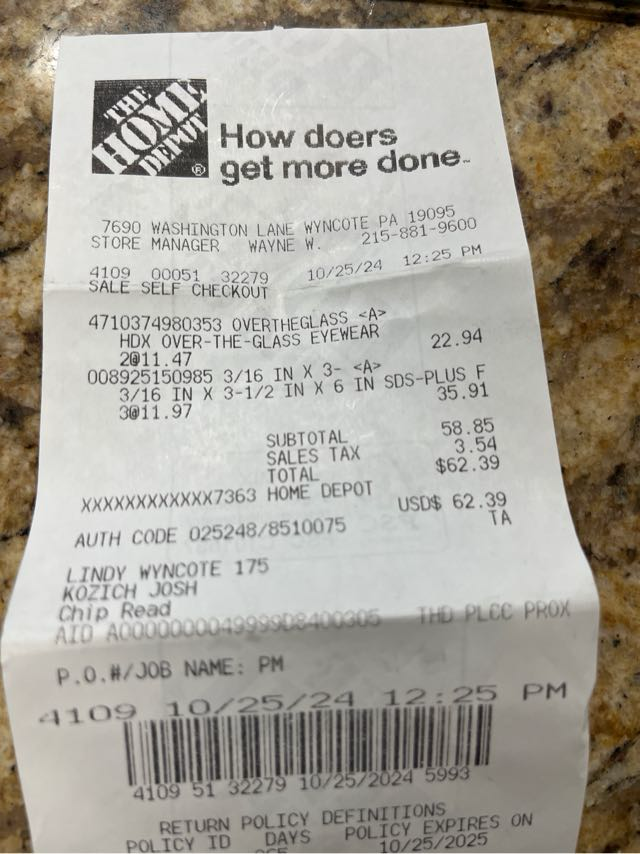 THE HOME DEPOT®
How doers
get more done™
7690 WASHINGTON LANE WYNCOTE PA 19095
STORE MANAGER WAYNE W. 215-881-9600
4109 00051 32279 10/25/24 12:25 PM
SALE SELF CHECKOUT
4710374980353 OVERTHEGLASS <A>
HDX OVER-THE-GLASS EYEWEAR
2@11.47 22.94
008925150985 3/16 IN X 3- <A>
3/16 IN X 3-1/2 IN X 6 IN SDS-PLUS F
3@11.97 35.91
SUBTOTAL 58.85
SALES TAX 3.54
TOTAL $62.39
XXXXXXXXXXXX7363 HOME DEPOT
USD$ 62.39
AUTH CODE 025248/8510075 TA
LINDY WYNCOTE 175
KOZICH JOSH
Chip Read
AID A0000000049999D8400305 THD PLCC PROX
P.O.#/JOB NAME: PM
4109 10/25/24 12:25 PM
4109 51 32279 10/25/2024 5993
RETURN POLICY DEFINITIONS
POLICY ID DAYS POLICY EXPIRES ON
10/25/2025